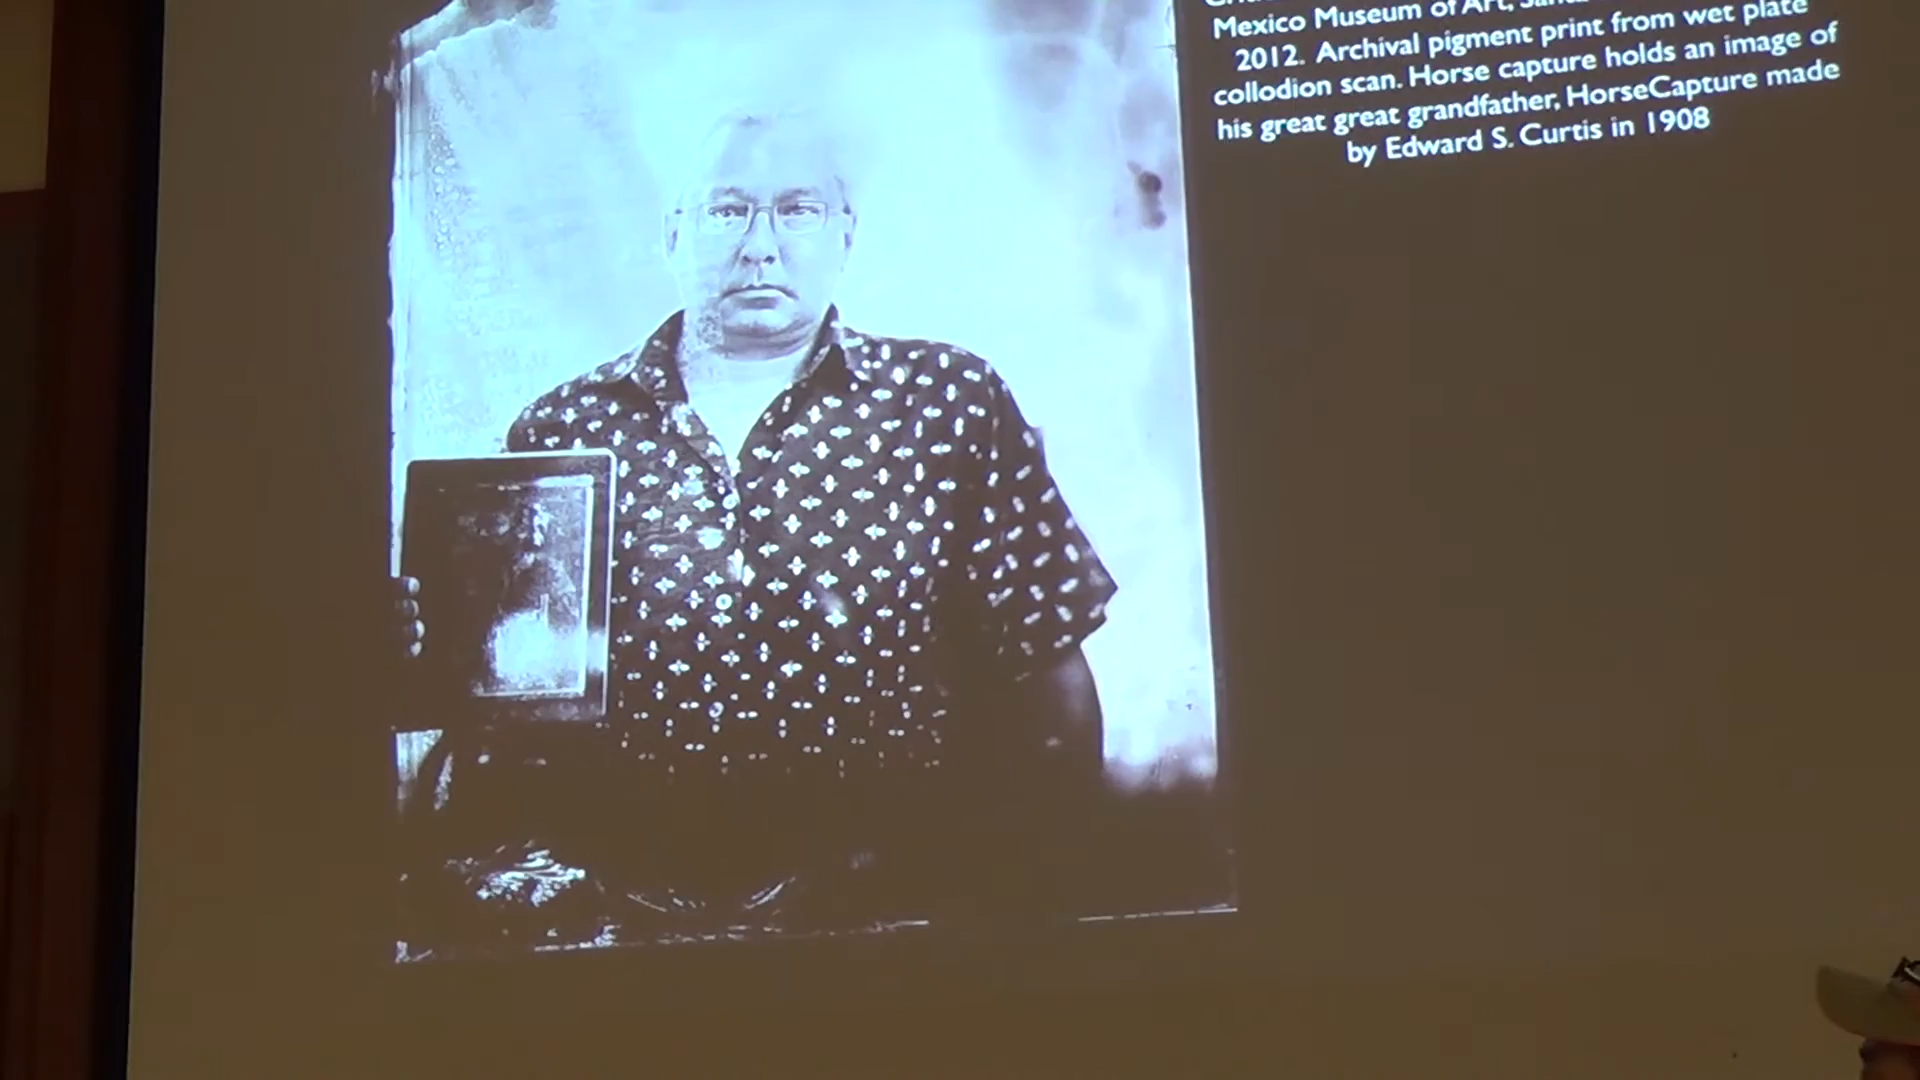 Mexico Museum of Art,
2012. Archival pigment print from wet plate
collodion scan. Horse capture holds an image of
his great great grandfather, HorseCapture made
by Edward S. Curtis in 1908